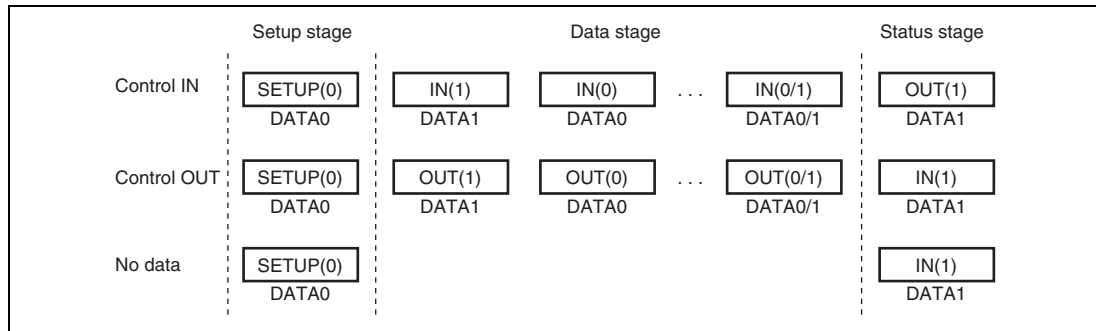 Setup stage Data stage Status stage
Control IN SETUP(0) IN(1) IN(0) . . . IN(0/1) OUT(1)
DATA0 DATA1 DATA0 DATA0/1 DATA1
Control OUT SETUP(0) OUT(1) OUT(0) . . . OUT(0/1) IN(1)
DATA0 DATA1 DATA0 DATA0/1 DATA1
No data SETUP(0) IN(1)
DATA0 DATA1